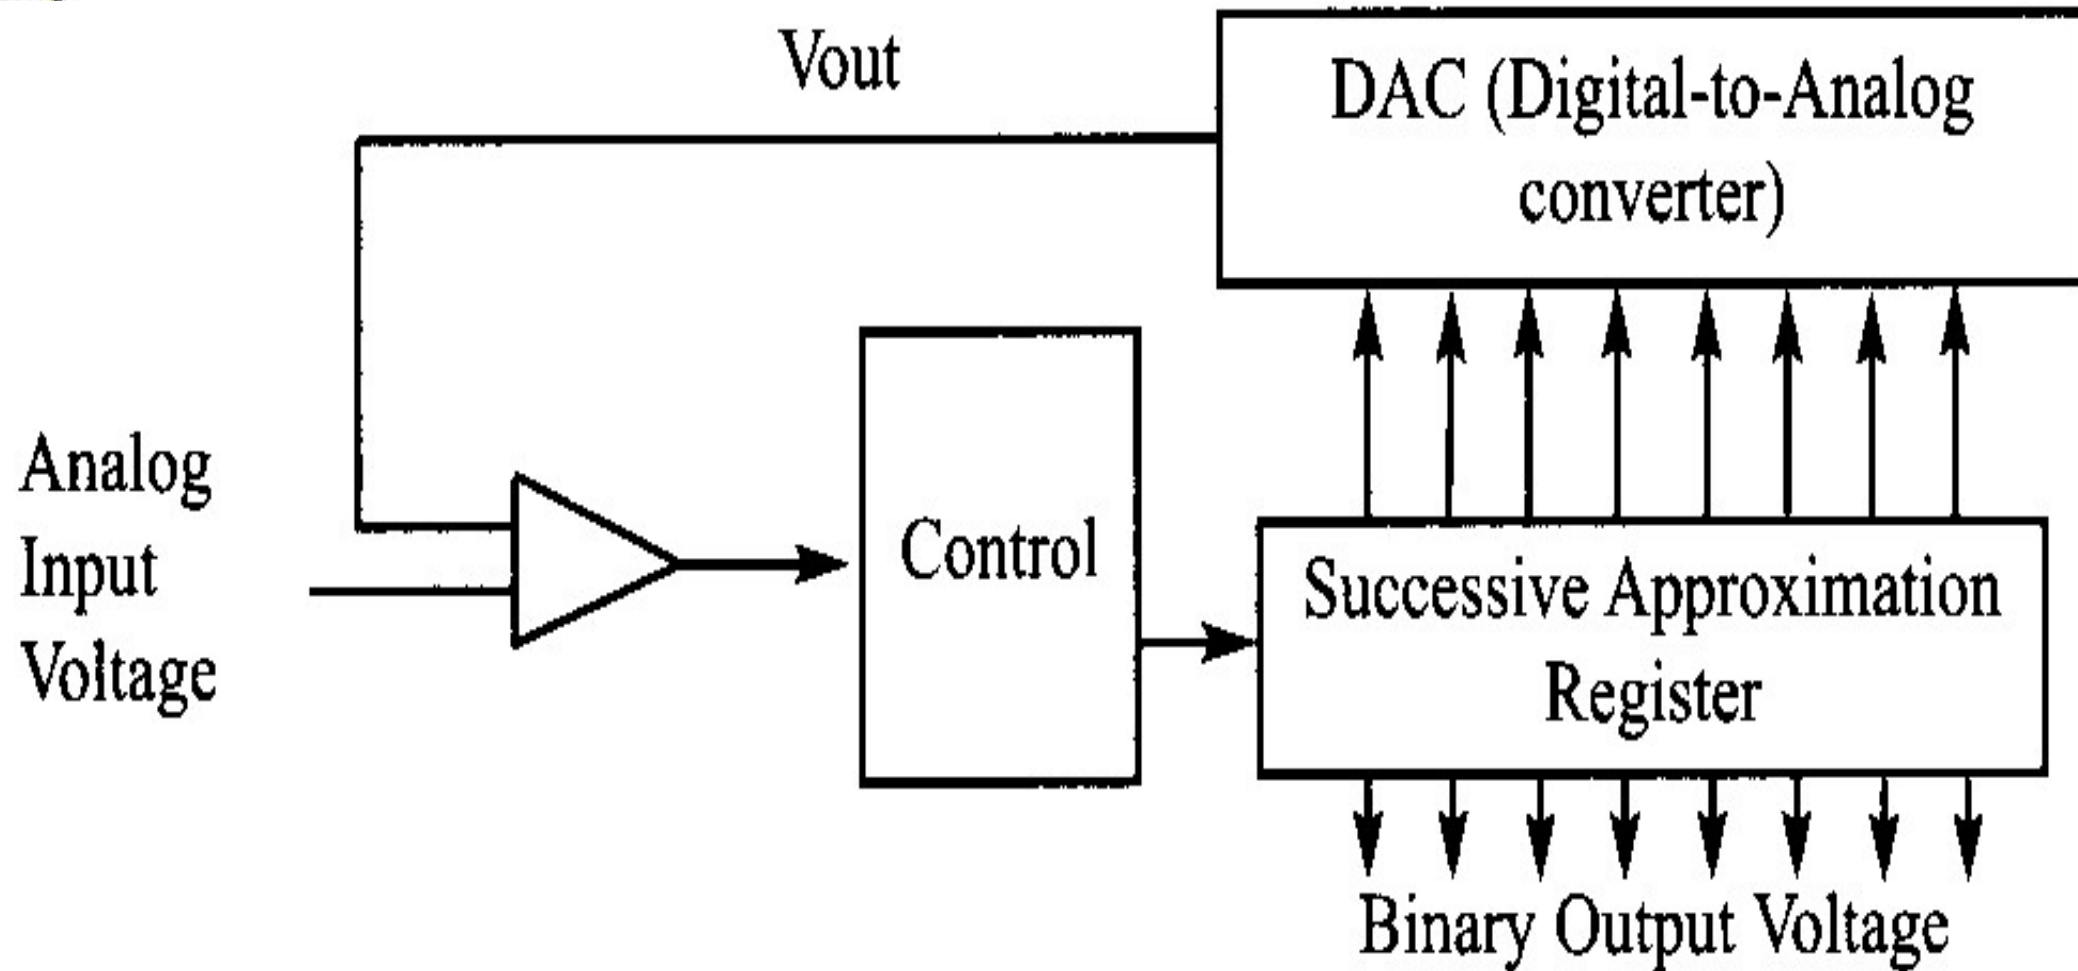 Vout
DAC (Digital-to-Analog
converter)
Analog
Input
Voltage
Control
Successive Approximation
Register
Binary Output Voltage